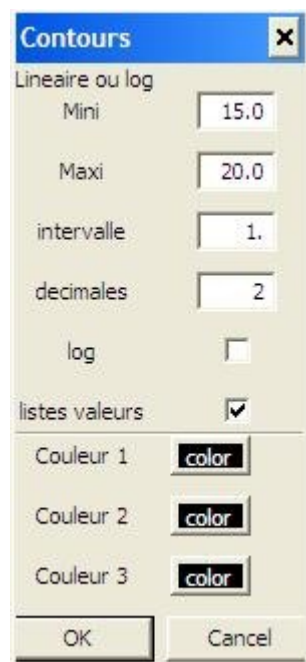 Contours
Lineaire ou log
Mini 15.0
Maxi 20.0
intervalle 1.
decimales 2
log
listes valeurs
Couleur 1 color
Couleur 2 color
Couleur 3 color
OK Cancel